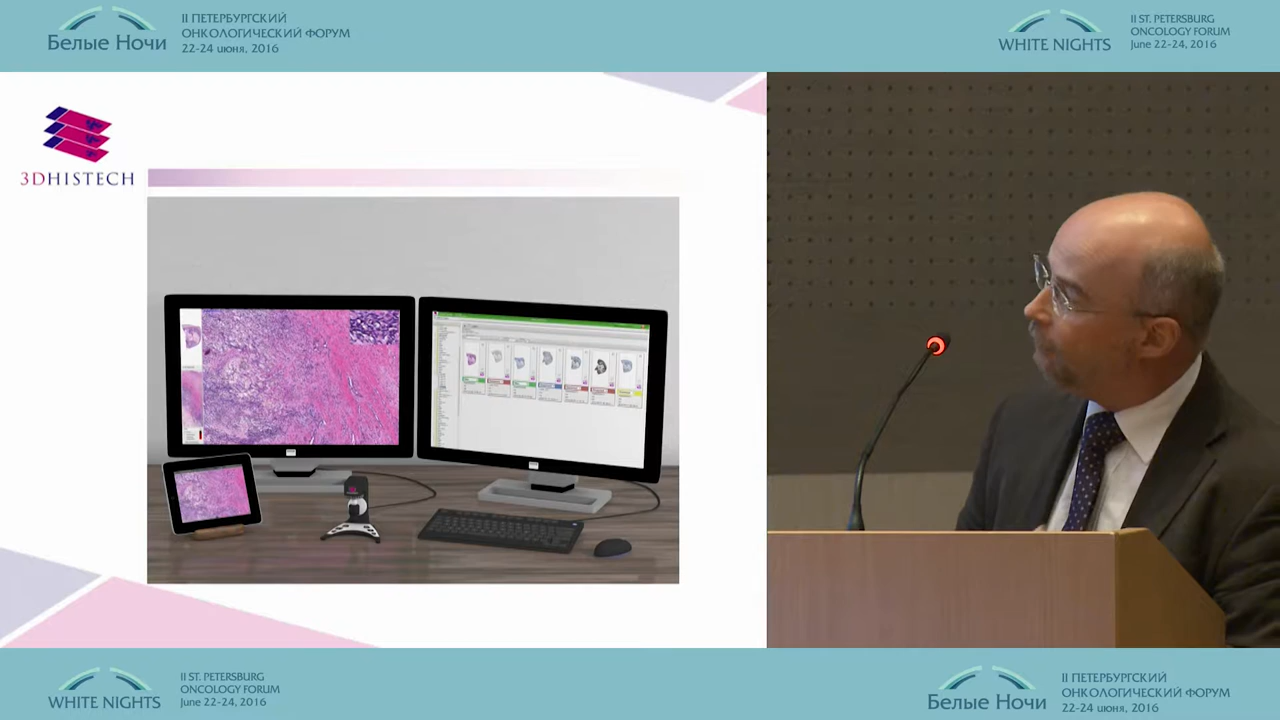 Белые Ночи
II ПЕТЕРБУРГСКИЙ
ОНКОЛОГИЧЕСКИЙ ФОРУМ
22-24 июня, 2016
WHITE NIGHTS
II ST. PETERSBURG
ONCOLOGY FORUM
June 22-24, 2016
3DHISTECH
WHITE NIGHTS
II ST. PETERSBURG
ONCOLOGY FORUM
June 22-24, 2016
Белые Ночи
II ПЕТЕРБУРГСКИЙ
ОНКОЛОГИЧЕСКИЙ ФОРУМ
22-24 июня, 2016